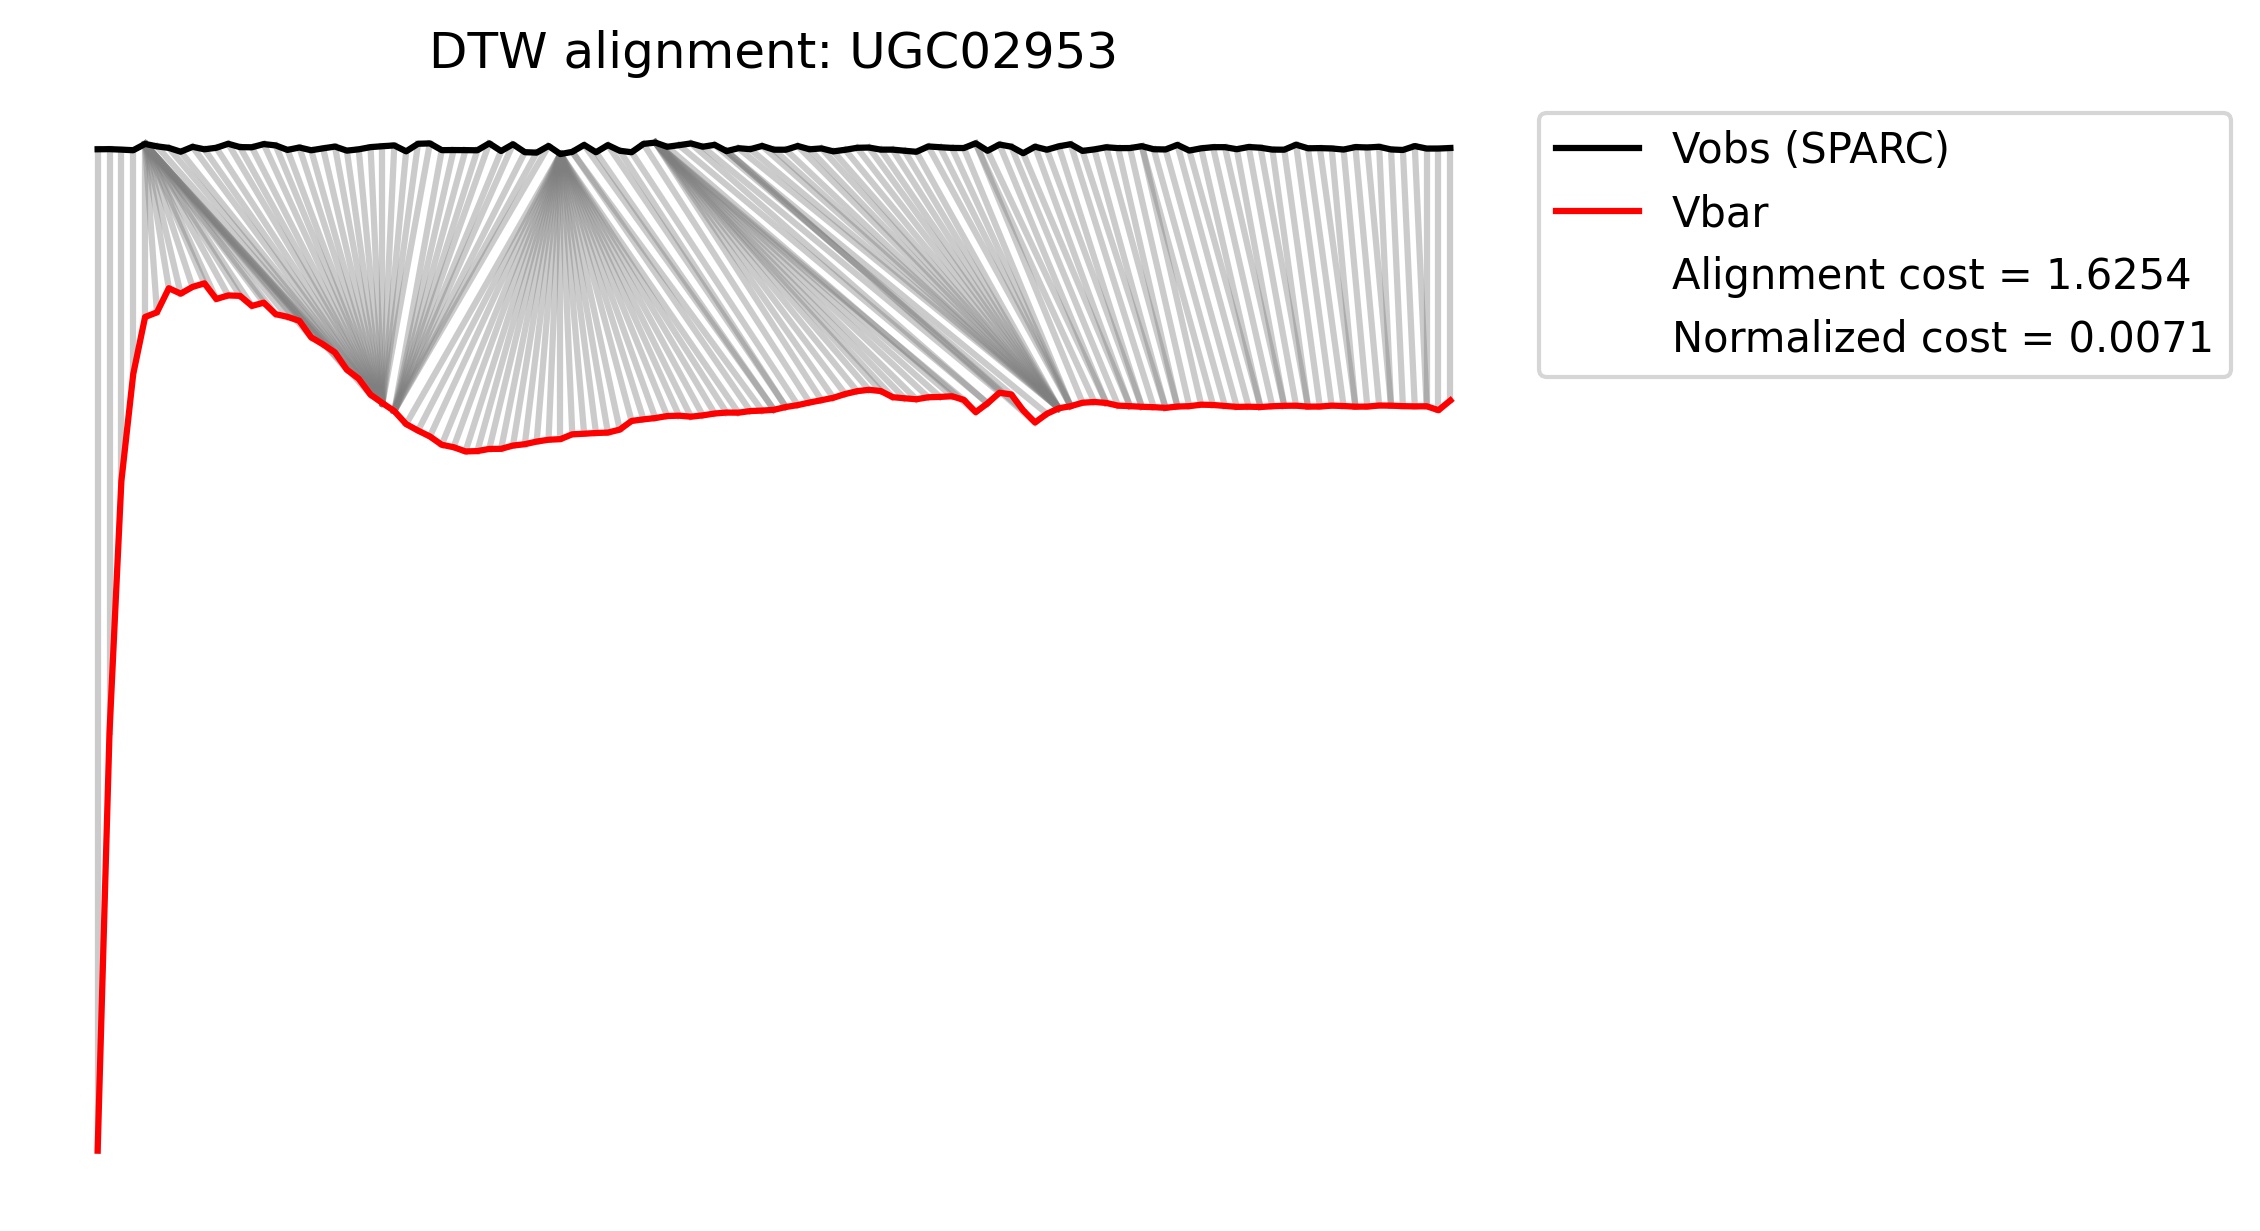 DTW alignment: UGC02953
Vobs (SPARC)
Vbar
Alignment cost = 1.6254
Normalized cost = 0.0071